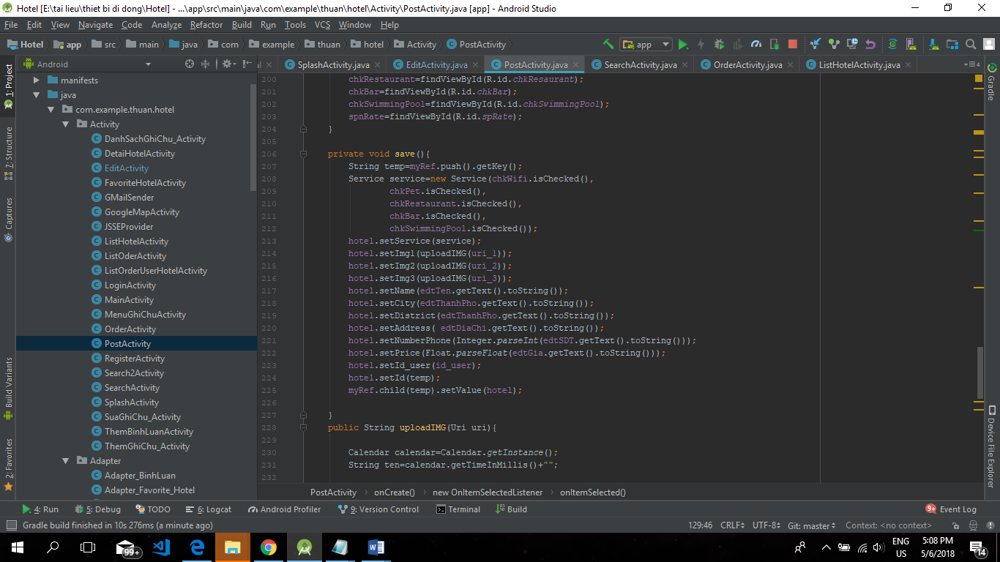 Hotel [E:\tai lieu\thiet bi di dong\Hotel] - ...\app\src\main\java\com\example\thuan\hotel\Activity\PostActivity.java [app] - Android Studio
File Edit View Navigate Code Analyze Refactor Build Run Tools VCS Window Help
Hotel app src main java com example thuan hotel Activity PostActivity app
Android al SplashActivity.java EditActivity.java PostActivity.java SearchActivity.java OrderActivity.java ListHotelActivity.java 4
1: Project
7: Structure
Captures
Build Variants
2: Favorites
manifests
java
com.example.thuan.hotel
Activity
DanhSachGhiChu_Activity
DetaiHotelActivity
EditActivity
FavoriteHotelActivity
GMailSender
GoogleMapActivity
JSSEProvider
ListHotelActivity
ListOderActivity
ListOrderUserHotelActivity
LoginActivity
MainActivity
MenuGhiChuActivity
OrderActivity
PostActivity
RegisterActivity
Search2Activity
SearchActivity
SplashActivity
SuaGhiChu_Activity
ThemBinhLuanActivity
ThemGhiChu_Activity
Adapter
Adapter_BinhLuan
Adapter_Favorite_Hotel
200 chkRestaurant=findViewById(R.id.chkResaurant);
201 chkBar=findViewById(R.id.chkBar);
202 chkSwimmingPool=findViewById(R.id.chkSwimmingPool);
203 spnRate=findViewById(R.id.spRate);
204 }
205
206 private void save(){
207 String temp=myRef.push().getKey();
208 Service service=new Service(chkWifi.isChecked(),
209 chkPet.isChecked(),
210 chkRestaurant.isChecked(),
211 chkBar.isChecked(),
212 chkSwimmingPool.isChecked());
213 hotel.setService(service);
214 hotel.setImg1(uploadIMG(uri_1));
215 hotel.setImg2(uploadIMG(uri_2));
216 hotel.setImg3(uploadIMG(uri_3));
217 hotel.setName(edtTen.getText().toString());
218 hotel.setCity(edtThanhPho.getText().toString());
219 hotel.setDistrict(edtThanhPho.getText().toString());
220 hotel.setAddress( edtDiaChi.getText().toString());
221 hotel.setNumberPhone(Integer.parseInt(edtSDT.getText().toString()));
222 hotel.setPrice(Float.parseFloat(edtGia.getText().toString()));
223 hotel.setId_user(id_user);
224 hotel.setId(temp);
225 myRef.child(temp).setValue(hotel);
226
227 }
228 public String uploadIMG(Uri uri){
229
230 Calendar calendar=Calendar.getInstance();
231 String ten=calendar.getTimeInMillis()+"";
232
Gradle
Device File Explorer
PostActivity onCreate() new OnItemSelectedListener onItemSelected()
4: Run 5: Debug TODO 6: Logcat Android Profiler 9: Version Control Terminal Build 9+ Event Log
Gradle build finished in 10s 276ms (a minute ago) 129:46 CRLF UTF-8 Git: master Context: <no context>
99+ ENG US 5:08 PM 5/6/2018 14